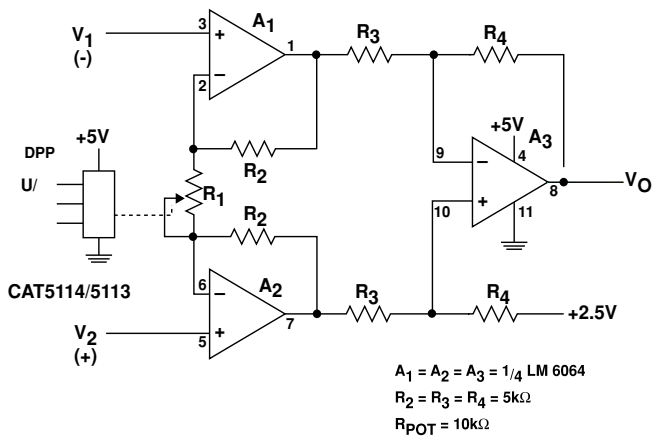 A1
R3
R4
3
+
V1
(-)
1
−
2
+5V
A3
DPP
+5V
R2
9
−
4
U/
R1
8
VO
R2
10
+
11
CAT5114/5113
6
−
A2
R3
R4
7
+2.5V
V2
(+)
5
+
A1 = A2 = A3 = 1/4 LM 6064
R2 = R3 = R4 = 5kΩ
RPOT = 10kΩ